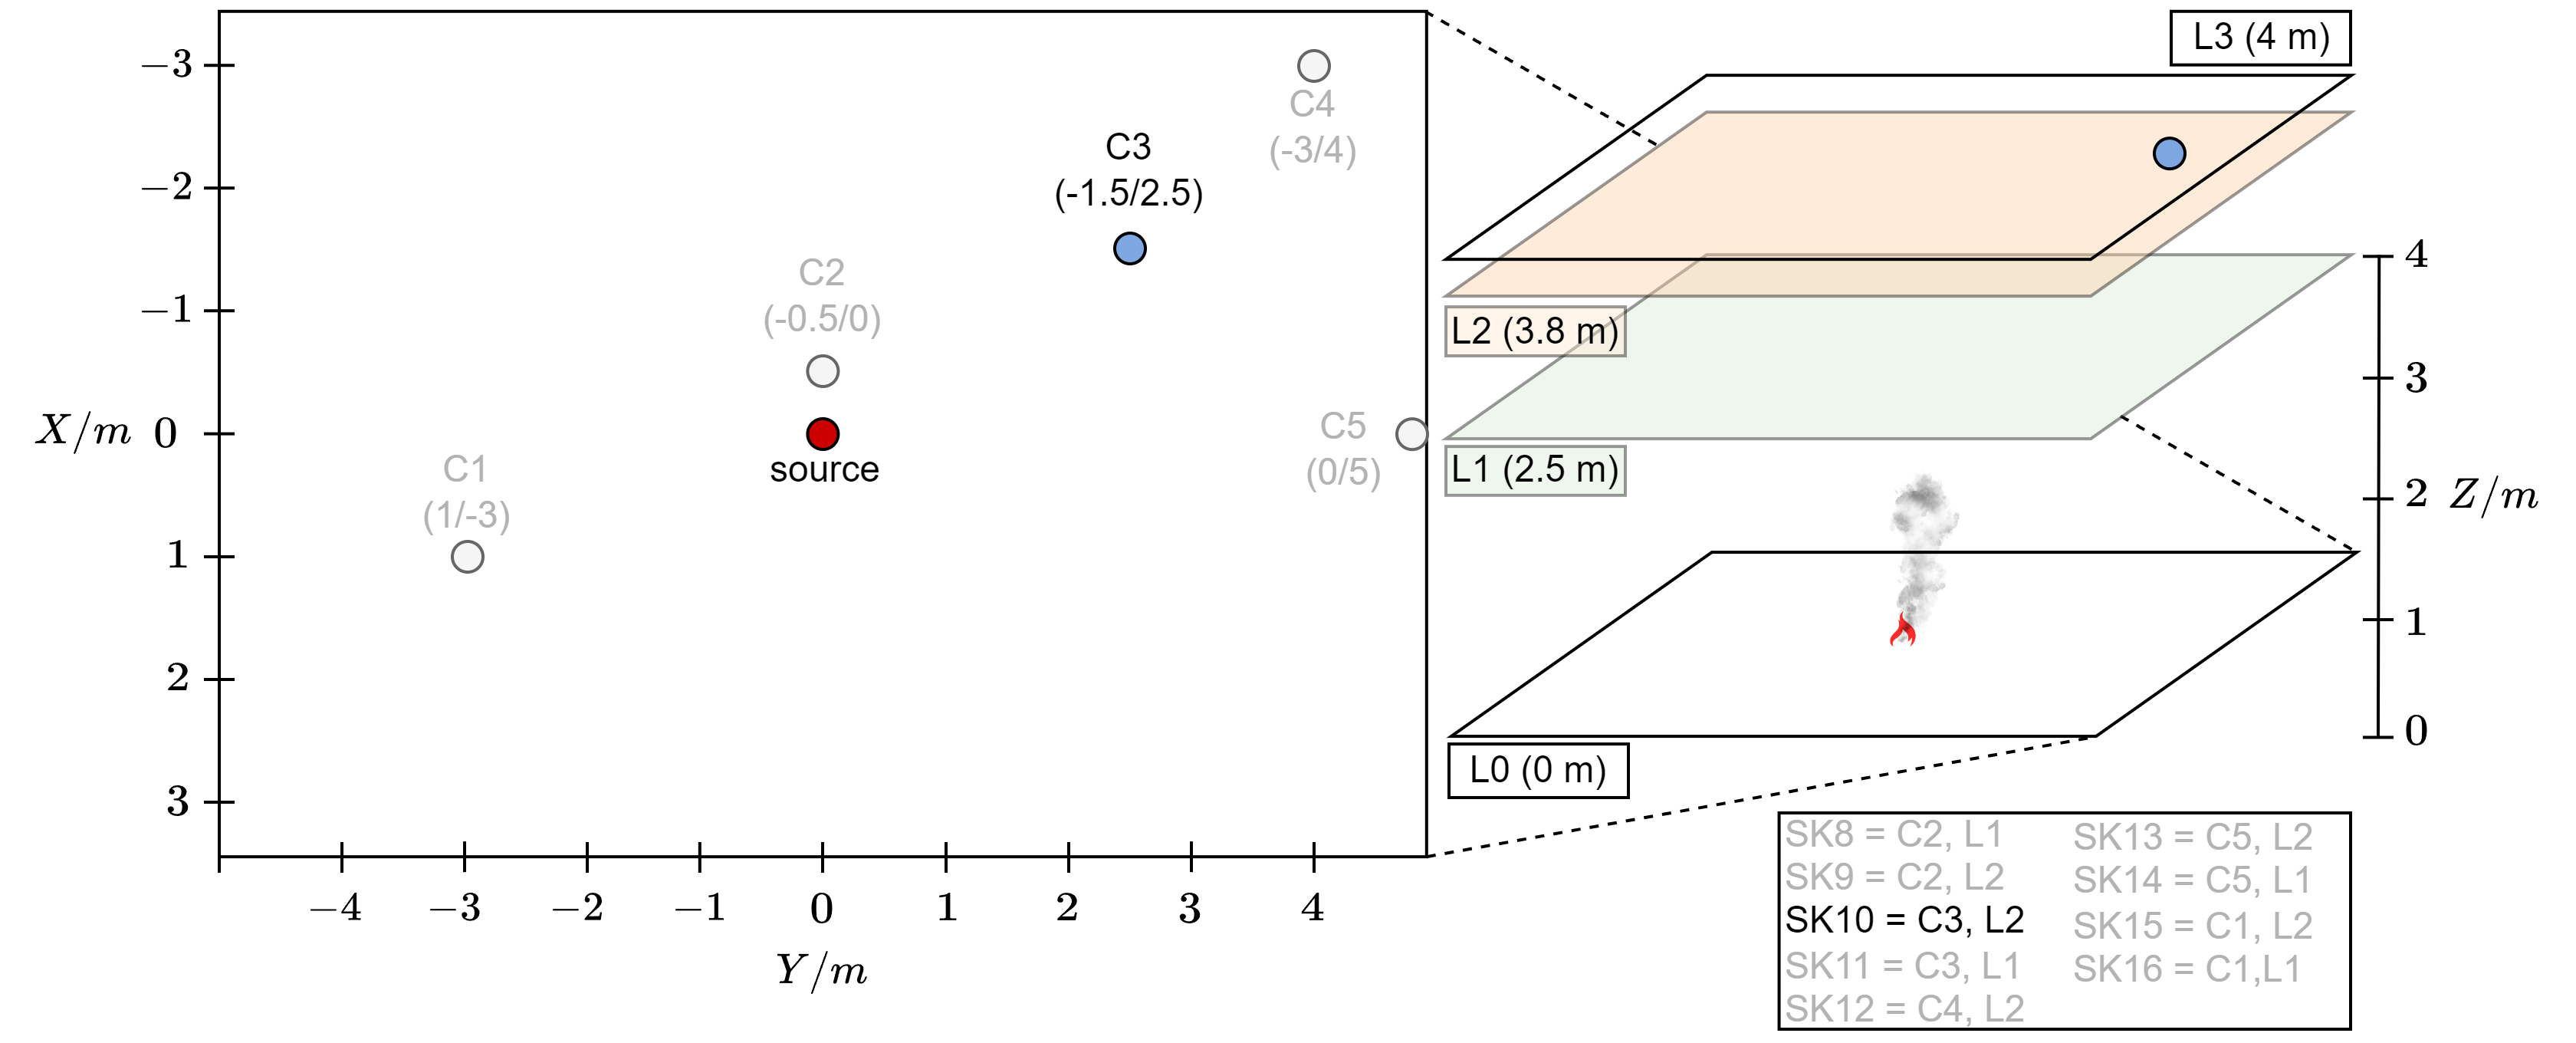 −3
−2
−1
X/m 0
1
2
3
−4 −3 −2 −1 0 1 2 3 4
Y/m
C4
(-3/4)
C3
(-1.5/2.5)
C2
(-0.5/0)
source
C5
(0/5)
C1
(1/-3)
L3 (4 m)
L2 (3.8 m)
L1 (2.5 m)
L0 (0 m)
4
3
2 Z/m
1
0
SK8 = C2, L1
SK9 = C2, L2
SK10 = C3, L2
SK11 = C3, L1
SK12 = C4, L2
SK13 = C5, L2
SK14 = C5, L1
SK15 = C1, L2
SK16 = C1,L1